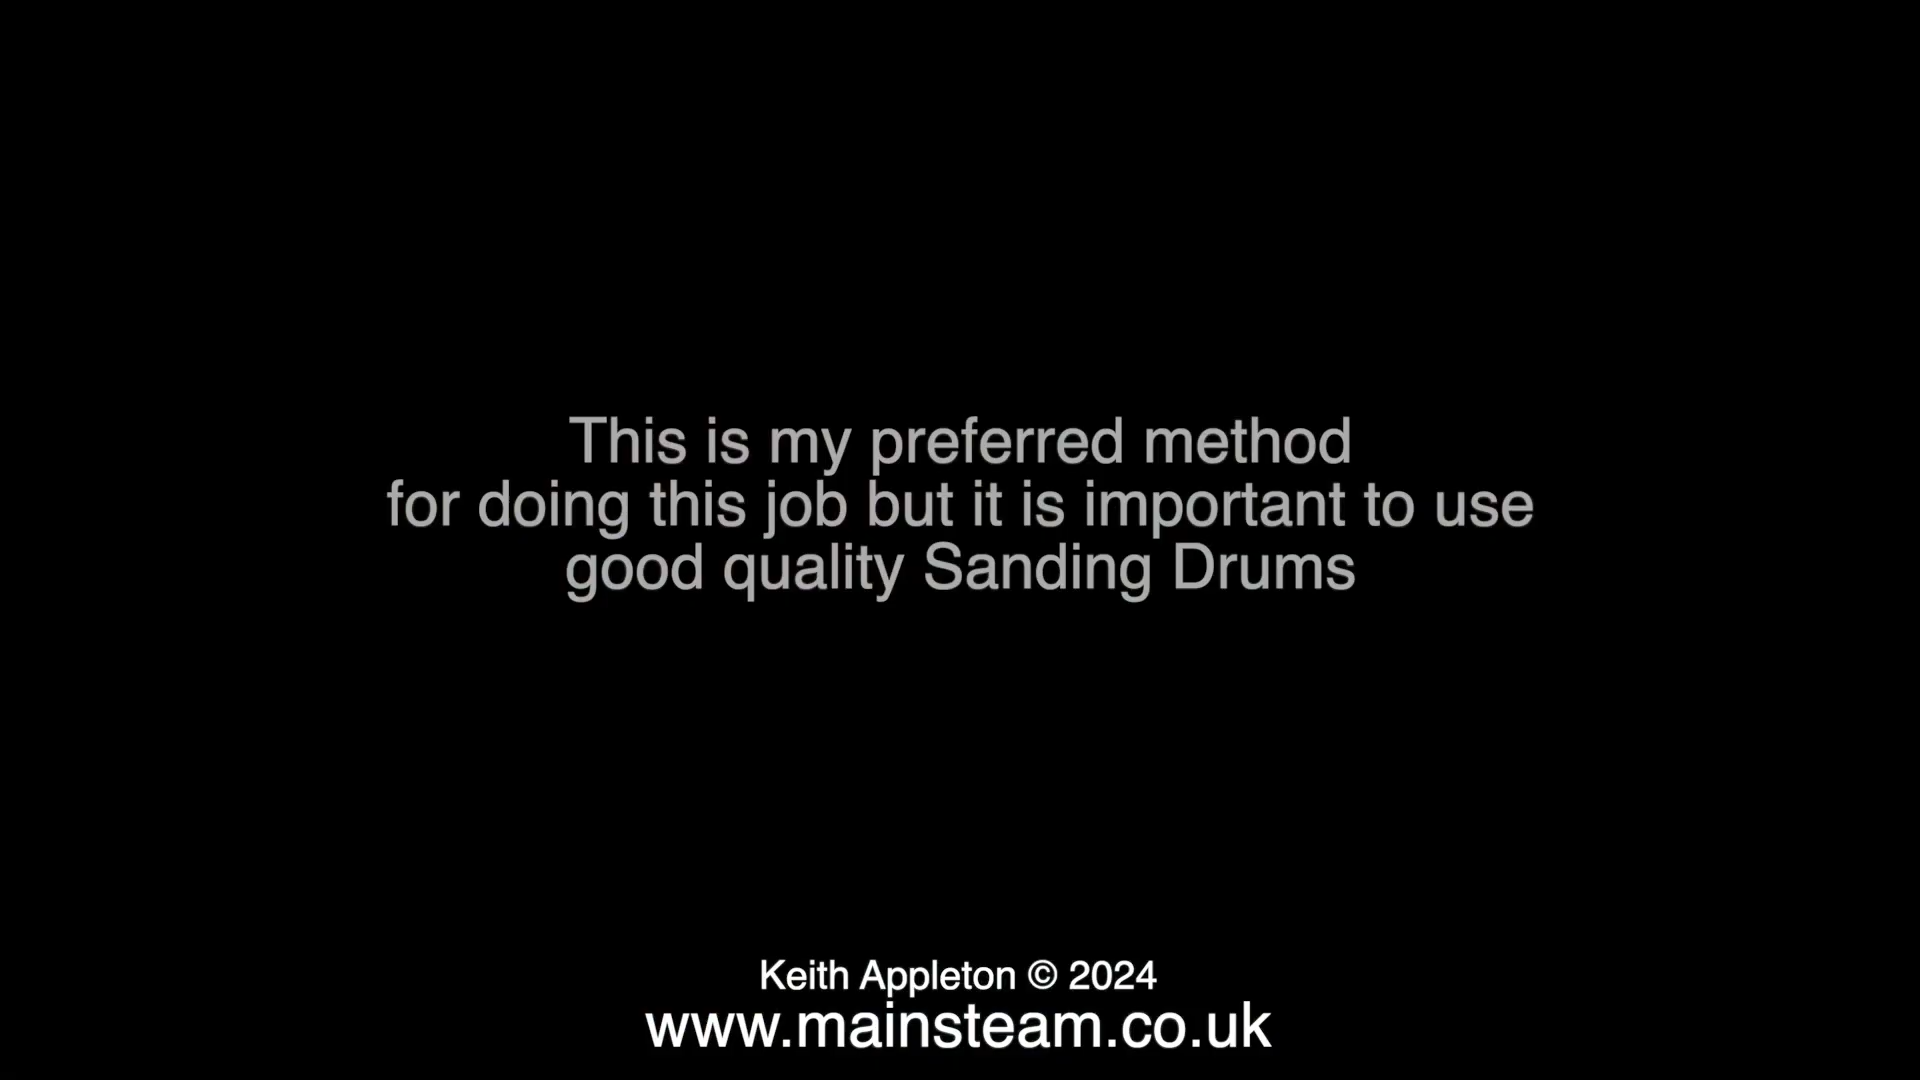 This is my preferred method
for doing this job but it is important to use
good quality Sanding Drums
Keith Appleton © 2024
www.mainsteam.co.uk